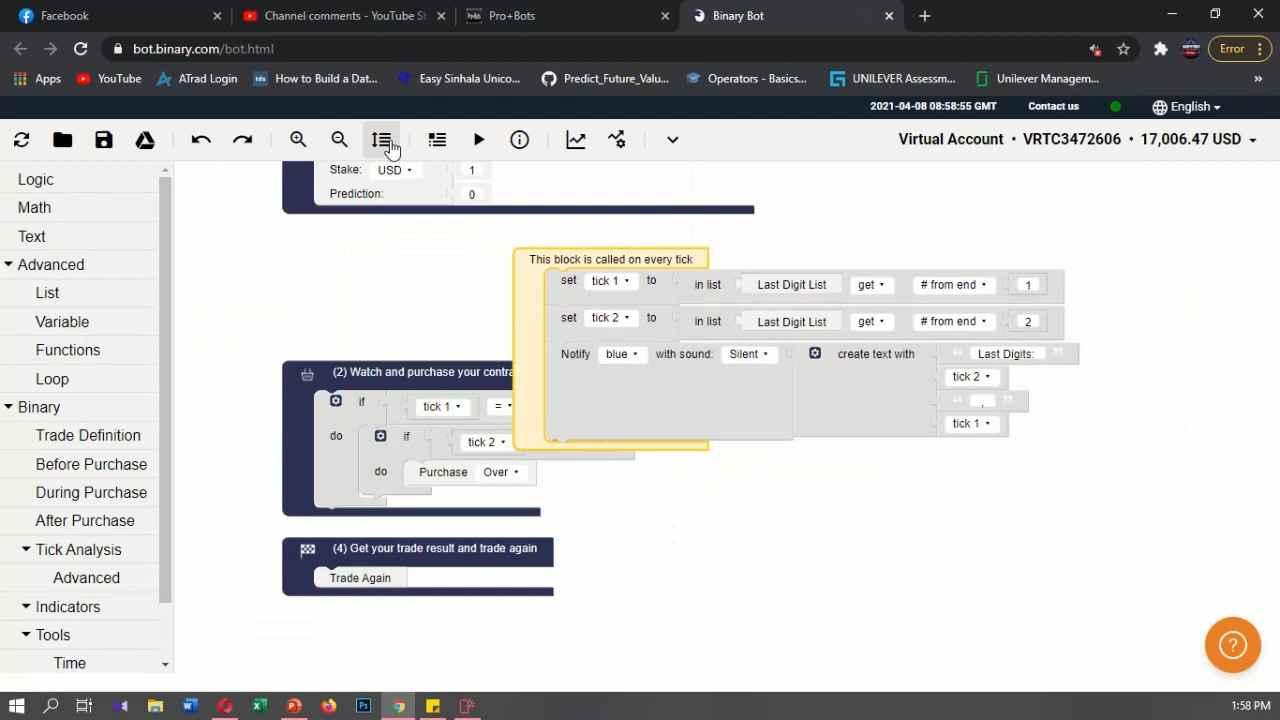 Facebook
Channel comments - YouTube St
Pro+Bots
Binary Bot
bot.binary.com/bot.html
Error
Apps
YouTube
ATrad Login
How to Build a Dat...
Easy Sinhala Unico...
Predict_Future_Valu...
Operators - Basics...
UNILEVER Assessm...
Unilever Managem...
»
2021-04-08 08:58:55 GMT
Contact us
English
Virtual Account • VRTC3472606 • 17,006.47 USD
Logic
Math
Text
Advanced
List
Variable
Functions
Loop
Binary
Trade Definition
Before Purchase
During Purchase
After Purchase
Tick Analysis
Advanced
Indicators
Tools
Time
Stake: USD 1
Prediction: 0
This block is called on every tick
set tick 1 to in list Last Digit List get # from end 1
set tick 2 to in list Last Digit List get # from end 2
Notify blue with sound: Silent create text with “ Last Digits: ”
tick 2
“ , ”
tick 1
(2) Watch and purchase your contra
if tick 1 =
do if tick 2
do Purchase Over
(4) Get your trade result and trade again
Trade Again
1:58 PM